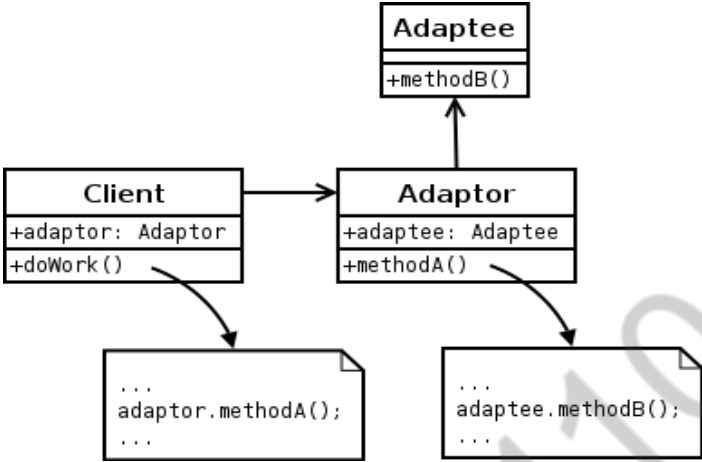 Adaptee
+methodB()
Client
+adaptor: Adaptor
+doWork()
Adaptor
+adaptee: Adaptee
+methodA()
...
adaptor.methodA();
...
...
adaptee.methodB();
...